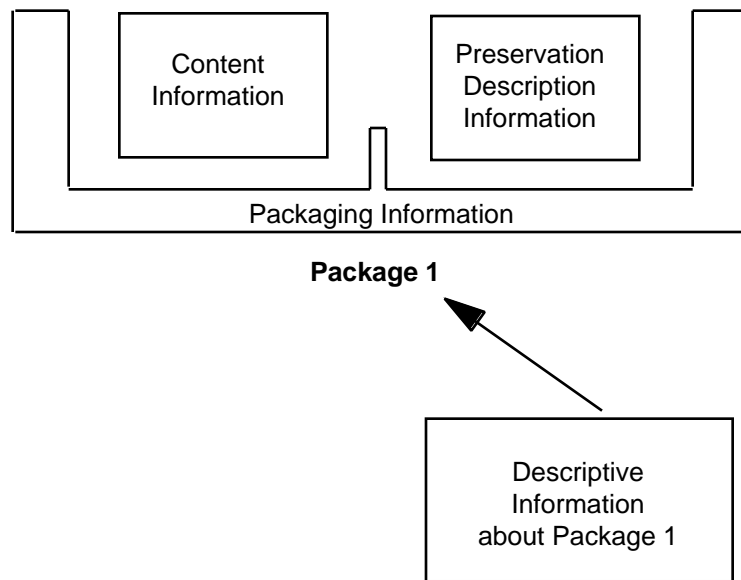 Content
Information
Preservation
Description
Information
Packaging Information
Package 1
Descriptive
Information
about Package 1